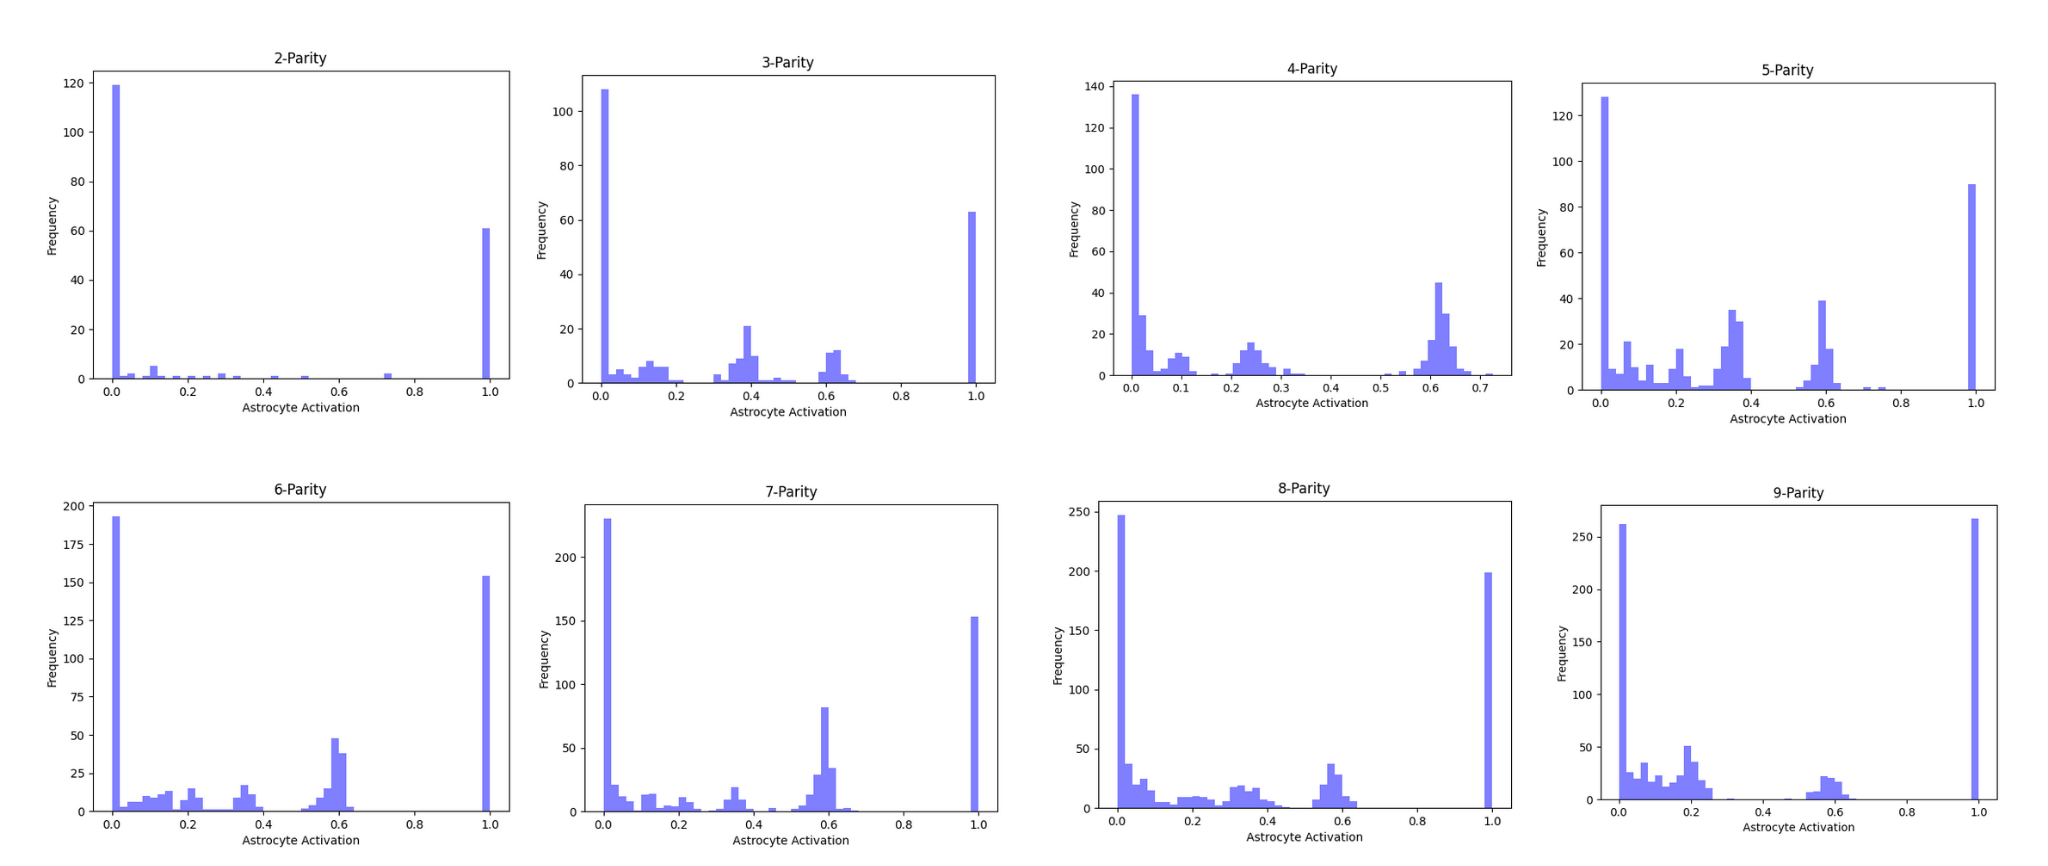 2-Parity
120
100
80
60
40
20
0
Frequency
0.0 0.2 0.4 0.6 0.8 1.0
Astrocyte Activation
3-Parity
100
80
60
40
20
0
Frequency
0.0 0.2 0.4 0.6 0.8 1.0
Astrocyte Activation
4-Parity
140
120
100
80
60
40
20
0
Frequency
0.0 0.1 0.2 0.3 0.4 0.5 0.6 0.7
Astrocyte Activation
5-Parity
120
100
80
60
40
20
0
Frequency
0.0 0.2 0.4 0.6 0.8 1.0
Astrocyte Activation
6-Parity
200
175
150
125
100
75
50
25
0
Frequency
0.0 0.2 0.4 0.6 0.8 1.0
Astrocyte Activation
7-Parity
200
150
100
50
0
Frequency
0.0 0.2 0.4 0.6 0.8 1.0
Astrocyte Activation
8-Parity
250
200
150
100
50
0
Frequency
0.0 0.2 0.4 0.6 0.8 1.0
Astrocyte Activation
9-Parity
250
200
150
100
50
0
Frequency
0.0 0.2 0.4 0.6 0.8 1.0
Astrocyte Activation